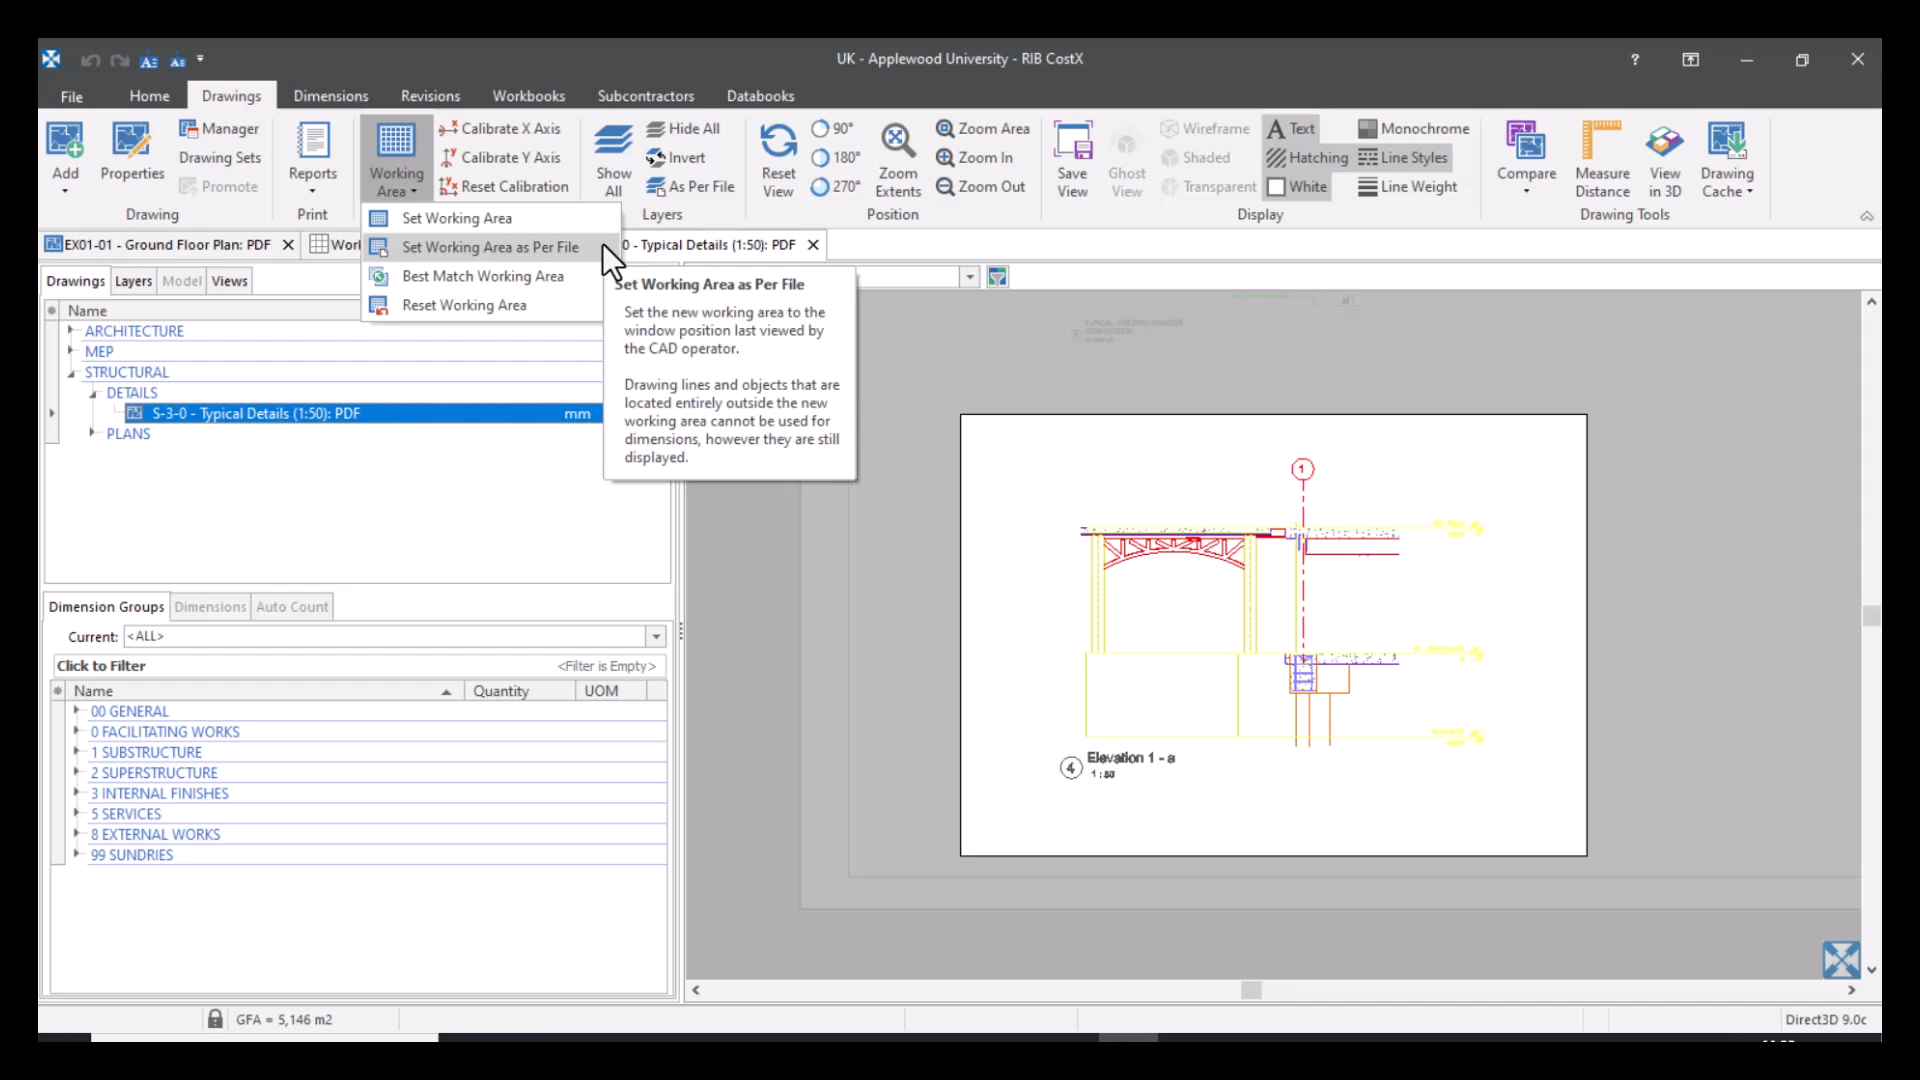 UK - Applewood University - RIB CostX
File Home Drawings Dimensions Revisions Workbooks Subcontractors Databooks
Add
Properties
Manager
Drawing Sets
Promote
Drawing
Reports
Print
Working
Area
Calibrate X Axis
Calibrate Y Axis
Reset Calibration
Show
All
Hide All
Invert
As Per File
Layers
Reset
View
90°
180°
270°
Zoom
Extents
Zoom Area
Zoom In
Zoom Out
Position
Save
View
Ghost
View
Wireframe
Shaded
Transparent
Text
Hatching
White
Monochrome
Line Styles
Line Weight
Display
Compare
Measure
Distance
View
in 3D
Drawing
Cache
Drawing Tools
Set Working Area
Set Working Area as Per File
Best Match Working Area
Reset Working Area
EX01-01 - Ground Floor Plan: PDF
Work
0 - Typical Details (1:50): PDF
Set Working Area as Per File
Set the new working area to the
window position last viewed by
the CAD operator.
Drawing lines and objects that are
located entirely outside the new
working area cannot be used for
dimensions, however they are still
displayed.
Drawings Layers Model Views
Name
ARCHITECTURE
MEP
STRUCTURAL
DETAILS
S-3-0 - Typical Details (1:50): PDF mm
PLANS
Dimension Groups Dimensions Auto Count
Current: <ALL>
Click to Filter <Filter is Empty>
Name Quantity UOM
00 GENERAL
0 FACILITATING WORKS
1 SUBSTRUCTURE
2 SUPERSTRUCTURE
3 INTERNAL FINISHES
5 SERVICES
8 EXTERNAL WORKS
99 SUNDRIES
1
4 Elevation 1 - a
1 : 50
GFA = 5,146 m2
Direct3D 9.0c